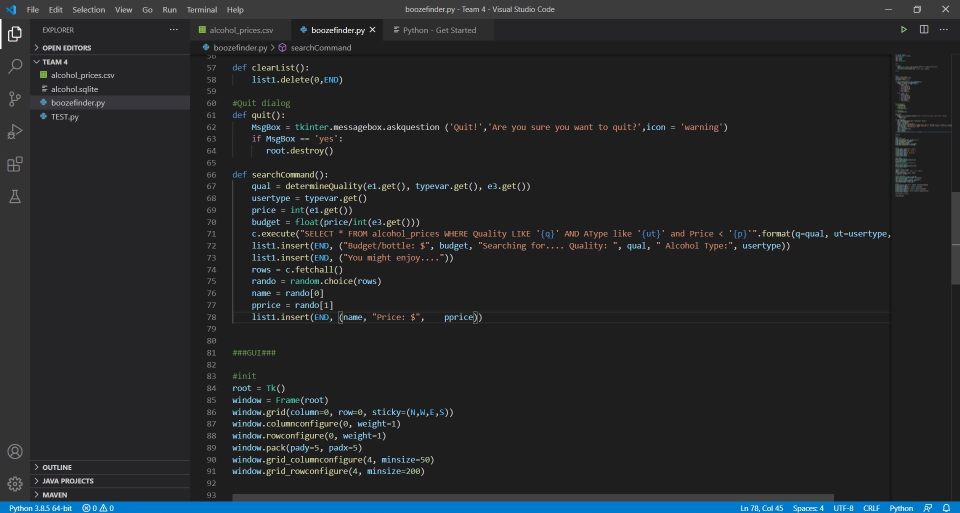 File Edit Selection View Go Run Terminal Help boozefinder.py - Team 4 - Visual Studio Code
EXPLORER ···
alcohol_prices.csv boozefinder.py Python - Get Started
boozefinder.py > searchCommand
OPEN EDITORS
TEAM 4
alcohol_prices.csv
alcohol.sqlite
boozefinder.py
TEST.py
OUTLINE
JAVA PROJECTS
MAVEN
56
57 def clearList():
58 list1.delete(0,END)
59
60 #Quit dialog
61 def quit():
62 MsgBox = tkinter.messagebox.askquestion ('Quit!','Are you sure you want to quit?',icon = 'warning')
63 if MsgBox == 'yes':
64 root.destroy()
65
66 def searchCommand():
67 qual = determineQuality(e1.get(), typevar.get(), e3.get())
68 usertype = typevar.get()
69 price = int(e1.get())
70 budget = float(price/int(e3.get()))
71 c.execute("SELECT * FROM alcohol_prices WHERE Quality LIKE '{q}' AND AType like '{ut}' and Price < '{p}'".format(q=qual, ut=usertype,
72 list1.insert(END, ("Budget/bottle: $", budget, "Searching for.... Quality: ", qual, " Alcohol Type:", usertype))
73 list1.insert(END, ("You might enjoy...."))
74 rows = c.fetchall()
75 rando = random.choice(rows)
76 name = rando[0]
77 pprice = rando[1]
78 list1.insert(END, (name, "Price: $", pprice))
79
80
81 ###GUI###
82
83 #init
84 root = Tk()
85 window = Frame(root)
86 window.grid(column=0, row=0, sticky=(N,W,E,S))
87 window.columnconfigure(0, weight=1)
88 window.rowconfigure(0, weight=1)
89 window.pack(pady=5, padx=5)
90 window.grid_columnconfigure(4, minsize=50)
91 window.grid_rowconfigure(4, minsize=200)
92
93
Python 3.8.5 64-bit 0 0 Ln 78, Col 45 Spaces: 4 UTF-8 CRLF Python